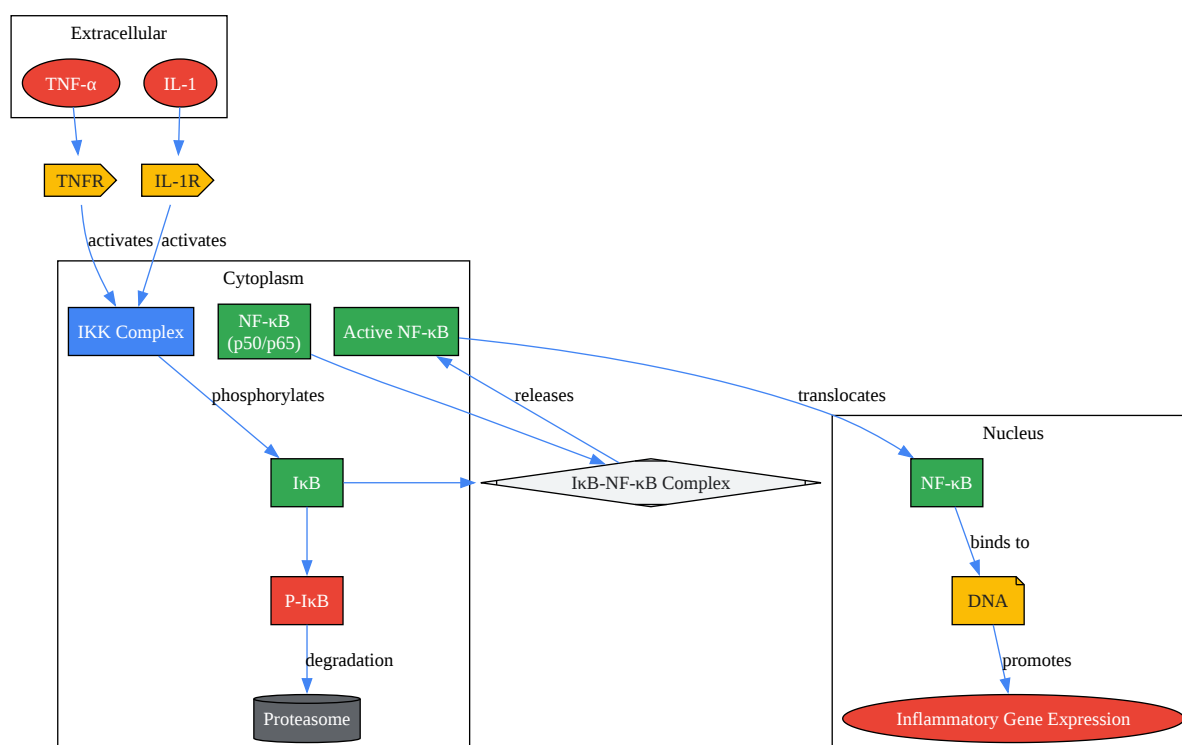 Extracellular
TNF-α
IL-1
TNFR
IL-1R
activates
activates
Cytoplasm
IKK Complex
NF-κB
(p50/p65)
Active NF-κB
phosphorylates
releases
translocates
Nucleus
IκB
IκB-NF-κB Complex
NF-κB
binds to
P-IκB
DNA
degradation
promotes
Proteasome
Inflammatory Gene Expression